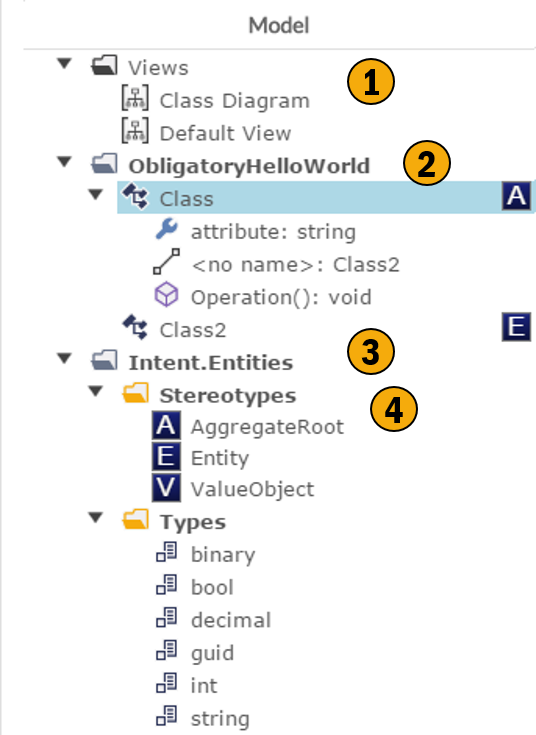 Model
Views 1
Class Diagram
Default View
ObligatoryHelloWorld 2
Class A
attribute: string
<no name>: Class2
Operation(): void
Class2 E
Intent.Entities 3
Stereotypes 4
A AggregateRoot
E Entity
V ValueObject
Types
binary
bool
decimal
guid
int
string